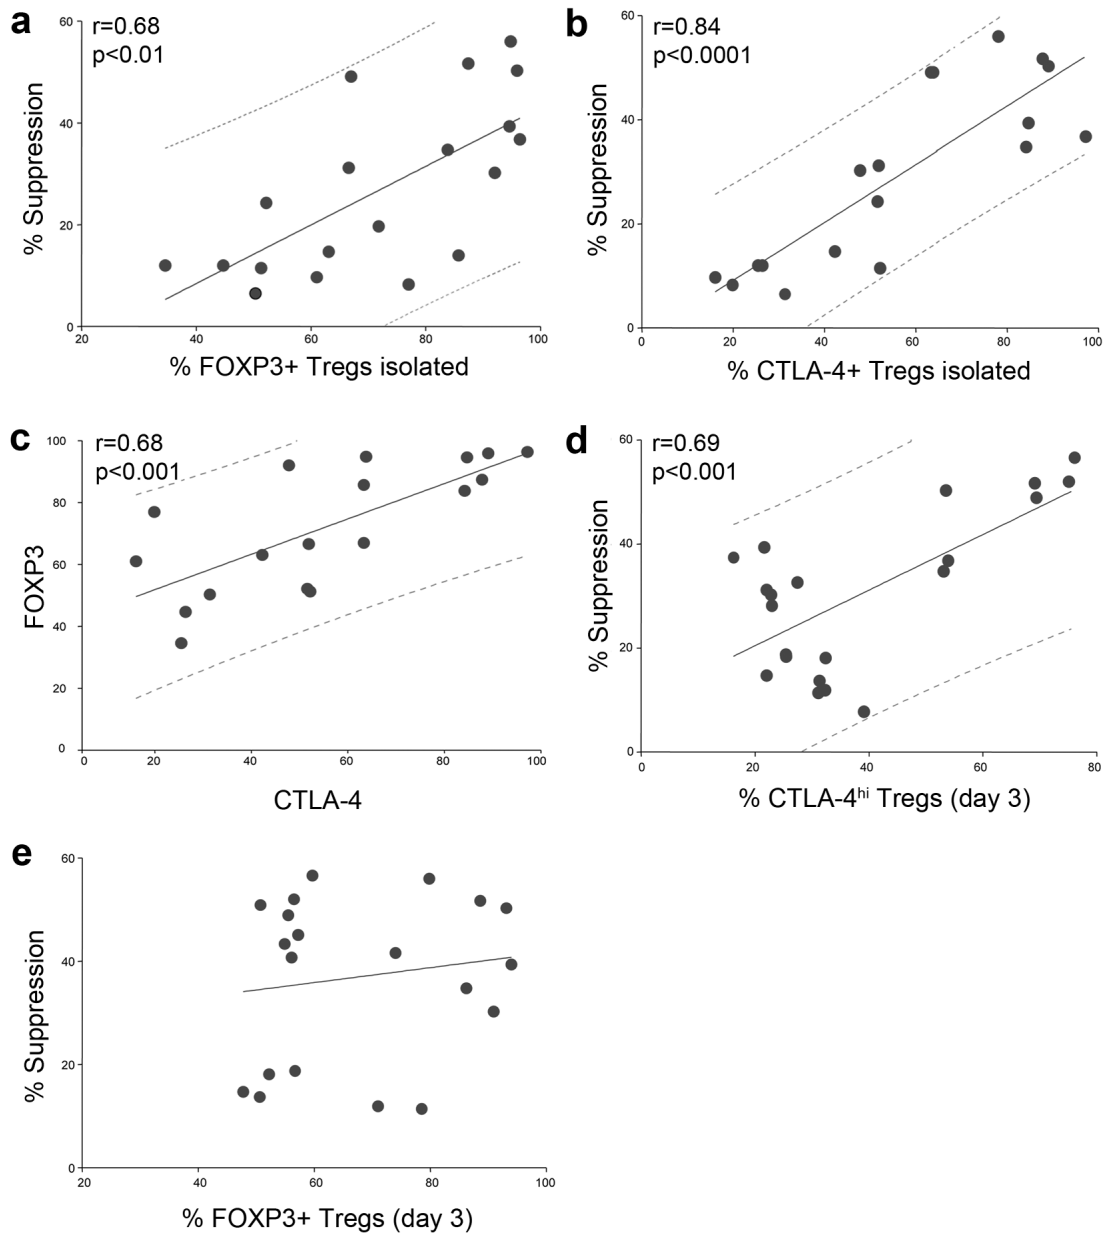 a
r=0.68
p<0.01
60
40
20
0
% Suppression
20 40 60 80 100
% FOXP3+ Tregs isolated
b
r=0.84
p<0.0001
60
40
20
0
% Suppression
0 20 40 60 80 100
% CTLA-4+ Tregs isolated
c
r=0.68
p<0.001
100
80
60
40
20
0
FOXP3
0 20 40 60 80 100
CTLA-4
d
r=0.69
p<0.001
60
40
20
0
% Suppression
0 20 40 60 80
% CTLA-4hi Tregs (day 3)
e
60
40
20
0
% Suppression
20 40 60 80 100
% FOXP3+ Tregs (day 3)